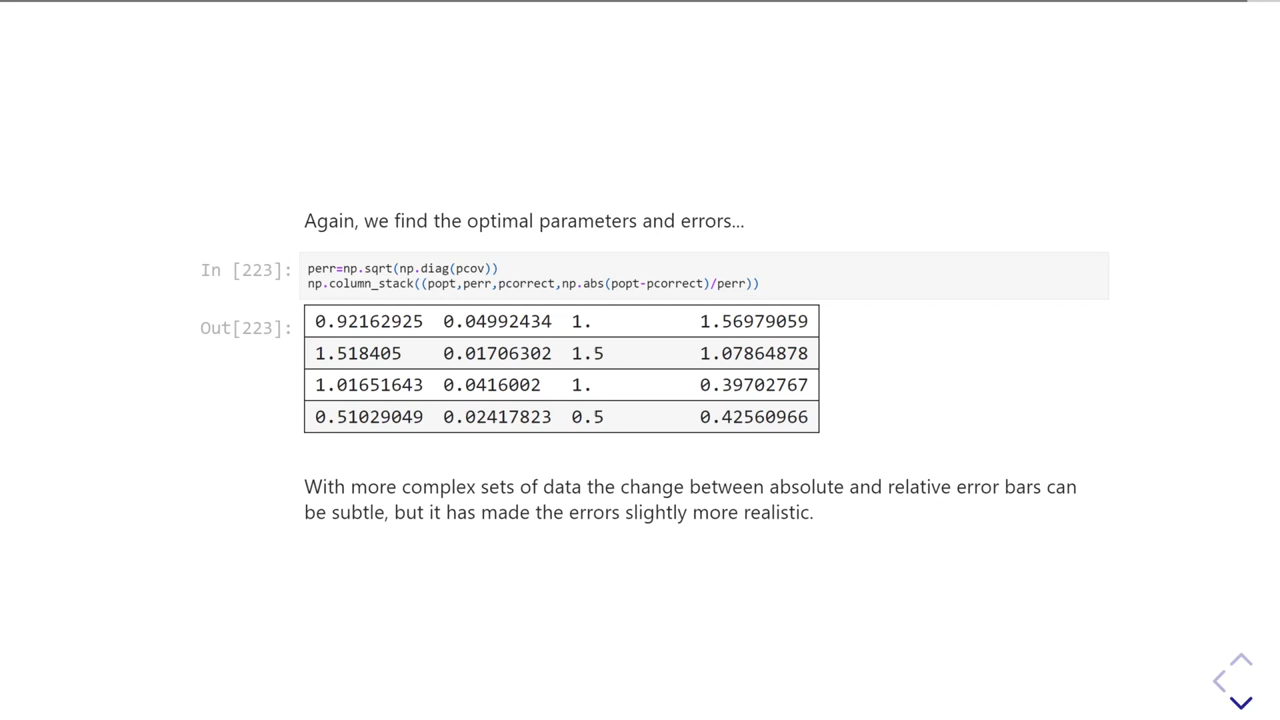 Again, we find the optimal parameters and errors...
In [223]:
perr=np.sqrt(np.diag(pcov))
np.column_stack((popt,perr,pcorrect,np.abs(popt-pcorrect)/perr))
Out[223]:
0.92162925 0.04992434 1. 1.56979059
1.518405 0.01706302 1.5 1.07864878
1.01651643 0.0416002 1. 0.39702767
0.51029049 0.02417823 0.5 0.42560966
With more complex sets of data the change between absolute and relative error bars can
be subtle, but it has made the errors slightly more realistic.